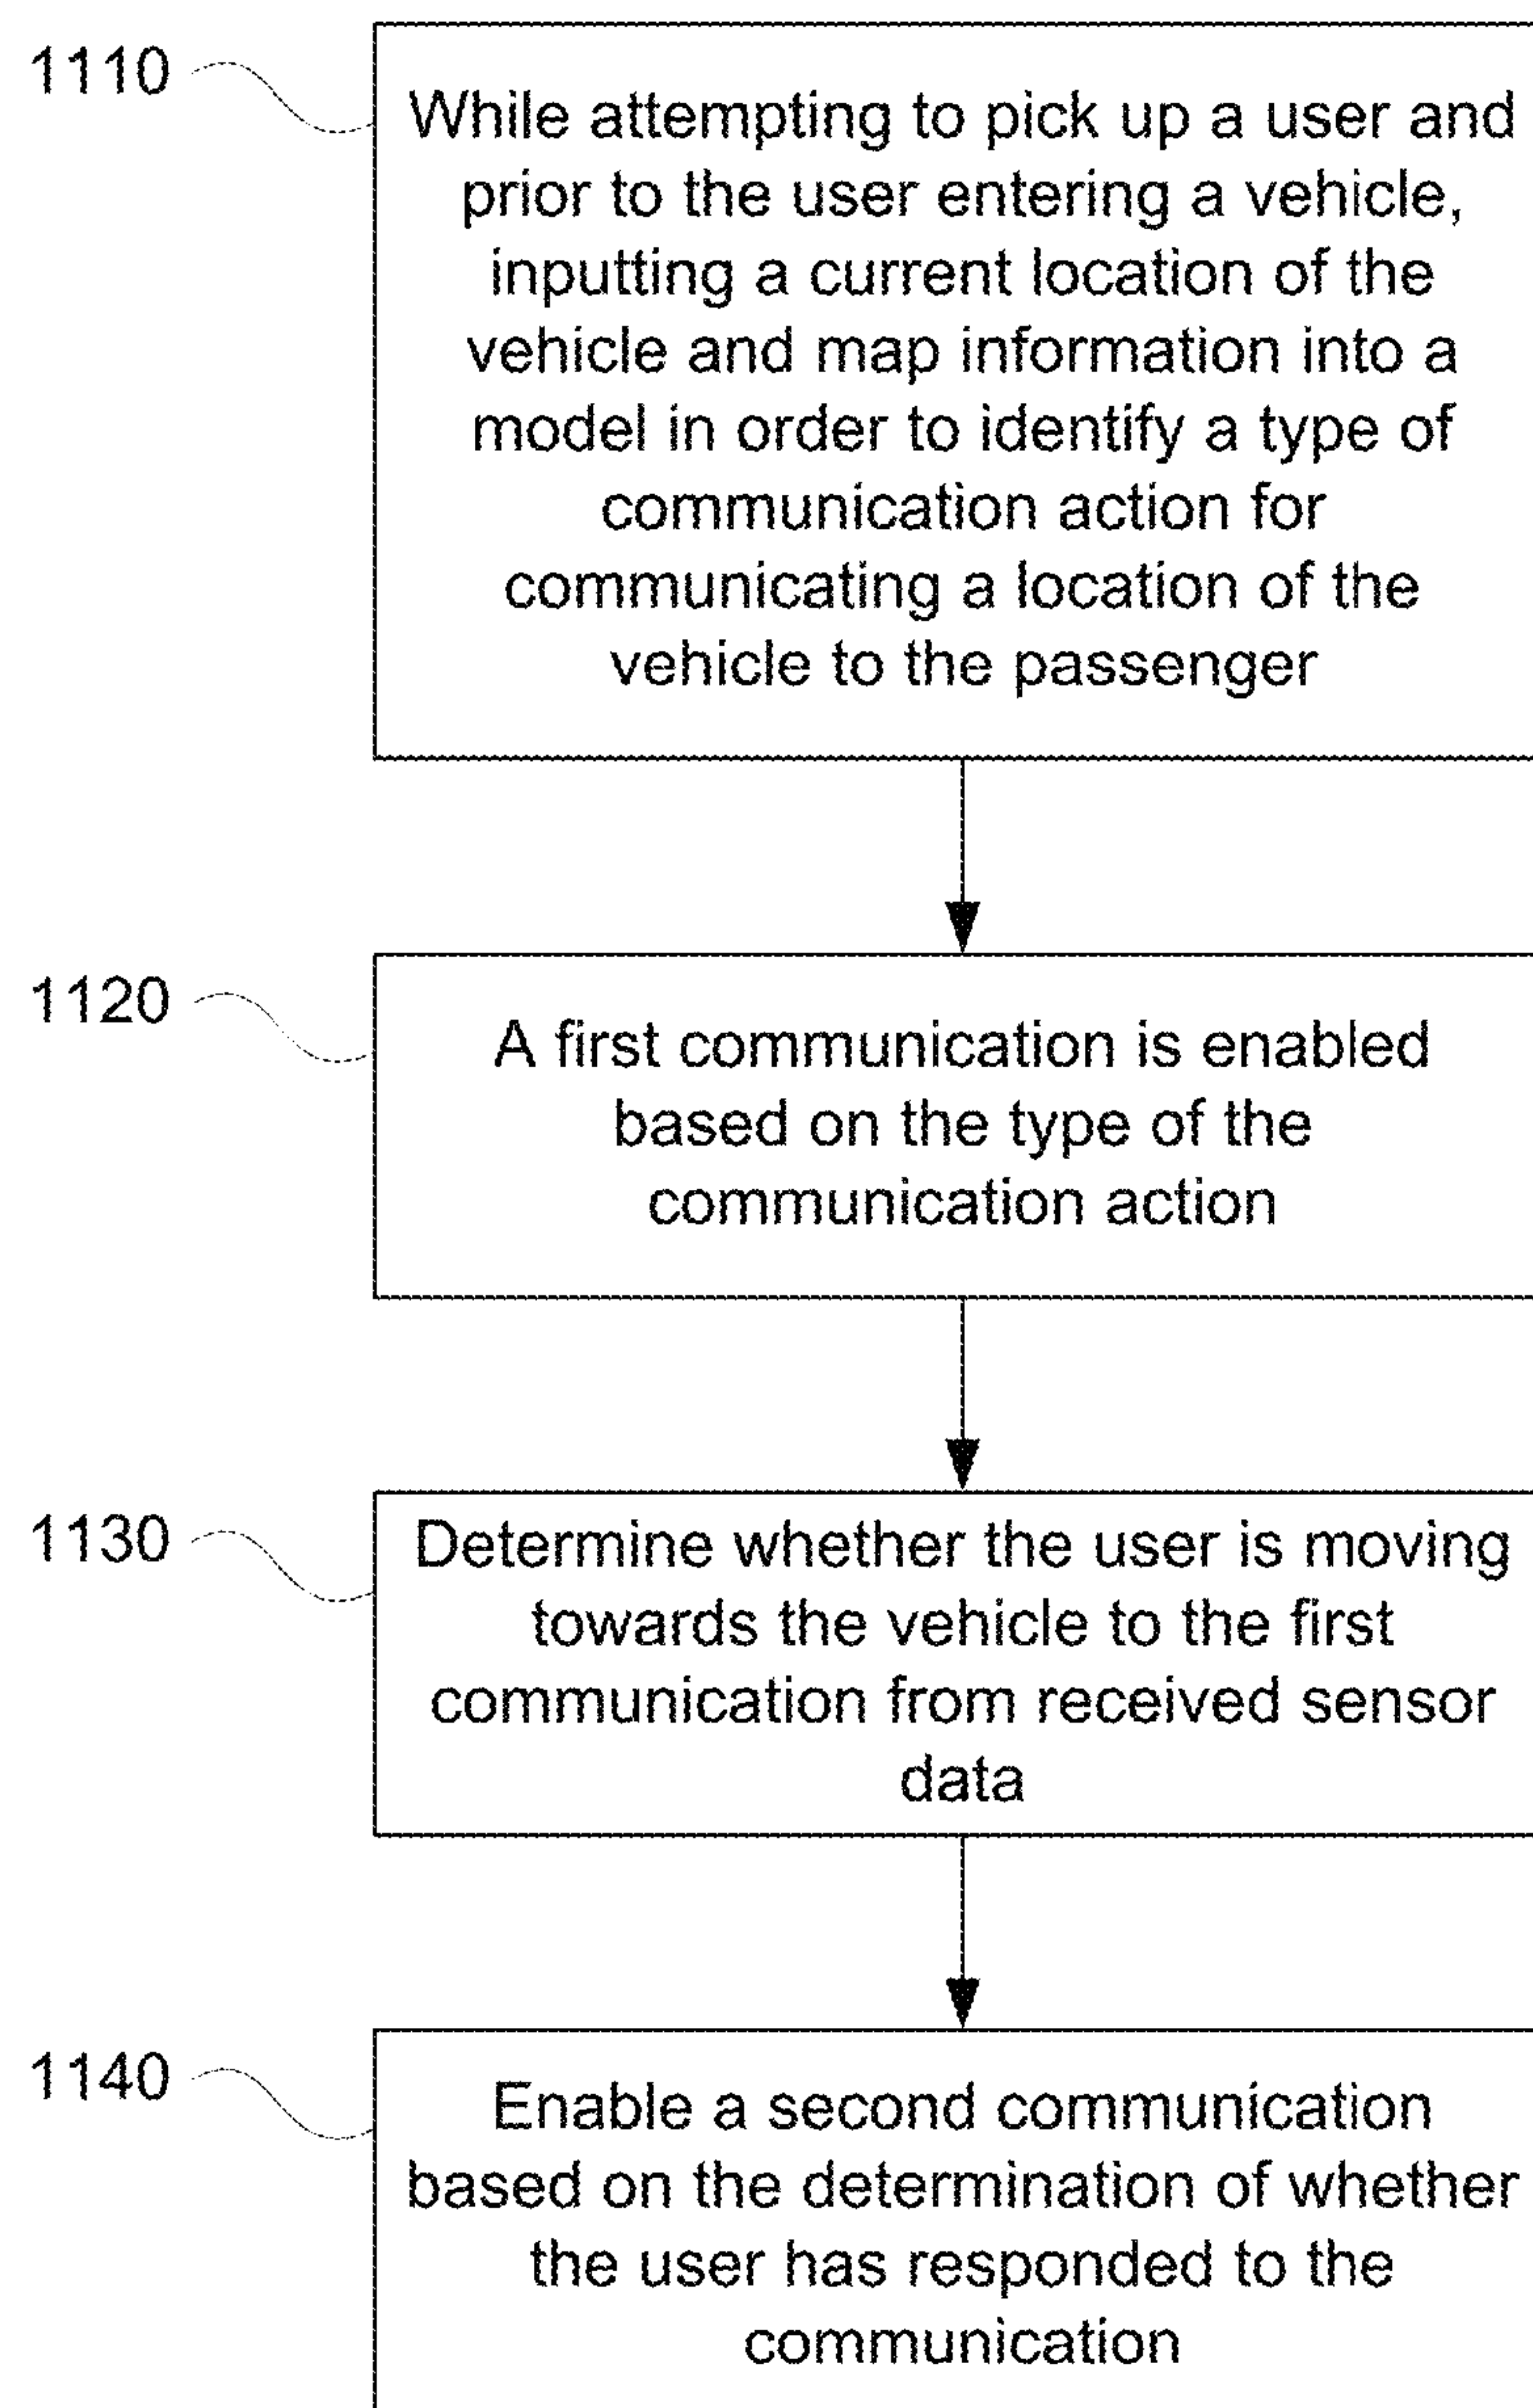 1110
While attempting to pick up a user and
prior to the user entering a vehicle,
inputting a current location of the
vehicle and map information into a
model in order to identify a type of
communication action for
communicating a location of the
vehicle to the passenger
1120
A first communication is enabled
based on the type of the
communication action
1130
Determine whether the user is moving
towards the vehicle to the first
communication from received sensor
data
1140
Enable a second communication
based on the determination of whether
the user has responded to the
communication